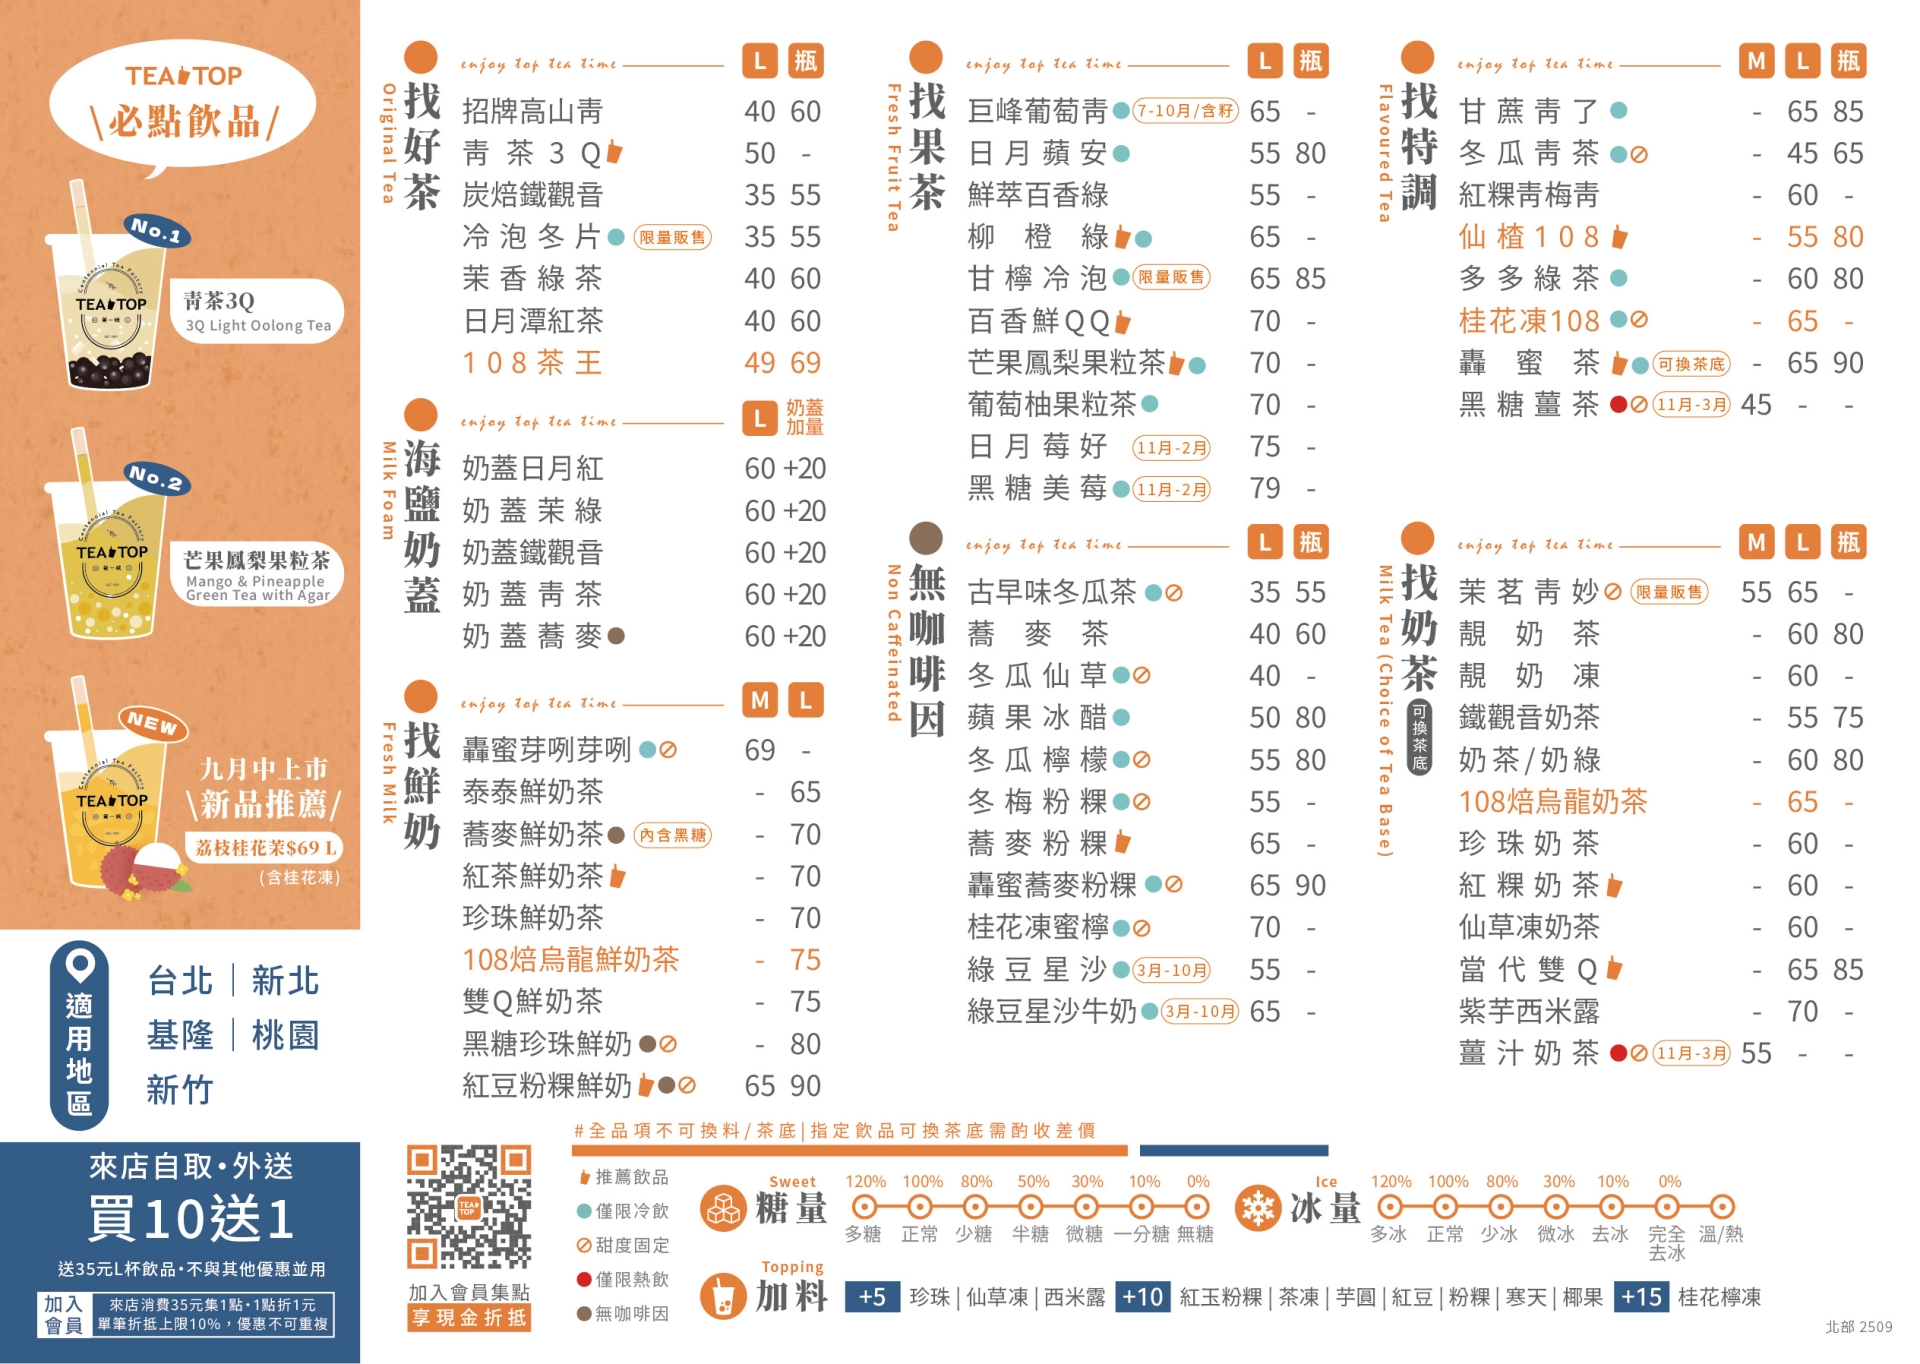 TEA TOP
必點飲品
No.1
Centennial Tea Factory
TEA TOP
青茶3Q
3Q Light Oolong Tea
No.2
Centennial Tea Factory
TEA TOP
芒果鳳梨果粒茶
Mango & Pineapple
Green Tea with Agar
NEW
Centennial Tea Factory
TEA TOP
九月中上市
新品推薦
荔枝桂花茉$69 L
(含桂花凍)
適用地區
台北｜新北
基隆｜桃園
新竹
來店自取•外送
買10送1
送35元L杯飲品•不與其他優惠並用
加入會員
來店消費35元集1點•1點折1元
單筆折抵上限10%，優惠不可重複
找好茶
Original Tea
enjoy top tea time L 瓶
招牌高山青 40 60
青茶3Q 50 -
炭焙鐵觀音 35 55
冷泡冬片 限量販售 35 55
茉香綠茶 40 60
日月潭紅茶 40 60
108茶王 49 69
海鹽奶蓋
Milk Foam
enjoy top tea time L 奶蓋加量
奶蓋日月紅 60 +20
奶蓋茉綠 60 +20
奶蓋鐵觀音 60 +20
奶蓋青茶 60 +20
奶蓋蕎麥 60 +20
找鮮奶
Fresh Milk
enjoy top tea time M L
轟蜜芽咧芽咧 69 -
泰泰鮮奶茶 - 65
蕎麥鮮奶茶 內含黑糖 - 70
紅茶鮮奶茶 - 70
珍珠鮮奶茶 - 70
108焙烏龍鮮奶茶 - 75
雙Q鮮奶茶 - 75
黑糖珍珠鮮奶 - 80
紅豆粉粿鮮奶 65 90
找果茶
Fresh Fruit Tea
enjoy top tea time L 瓶
巨峰葡萄青 7-10月/含籽 65 -
日月蘋安 55 80
鮮萃百香綠 55 -
柳橙綠 65 -
甘檸冷泡 限量販售 65 85
百香鮮QQ 70 -
芒果鳳梨果粒茶 70 -
葡萄柚果粒茶 70 -
日月莓好 11月-2月 75 -
黑糖美莓 11月-2月 79 -
無咖啡因
Non Caffeinated
enjoy top tea time L 瓶
古早味冬瓜茶 35 55
蕎麥茶 40 60
冬瓜仙草 40 -
蘋果冰醋 50 80
冬瓜檸檬 55 80
冬梅粉粿 55 -
蕎麥粉粿 65 -
轟蜜蕎麥粉粿 65 90
桂花凍蜜檸 70 -
綠豆星沙 3月-10月 55 -
綠豆星沙牛奶 3月-10月 65 -
找特調
Flavoured Tea
enjoy top tea time M L 瓶
甘蔗青了 - 65 85
冬瓜青茶 - 45 65
紅粿青梅青 - 60 -
仙楂108 - 55 80
多多綠茶 - 60 80
桂花凍108 - 65 -
轟蜜茶 可換茶底 - 65 90
黑糖薑茶 11月-3月 45 - -
找奶茶 可換茶底
Milk Tea (Choice of Tea Base)
enjoy top tea time M L 瓶
茉茗青妙 限量販售 55 65 -
靚奶茶 - 60 80
靚奶凍 - 60 -
鐵觀音奶茶 - 55 75
奶茶/奶綠 - 60 80
108焙烏龍奶茶 - 65 -
珍珠奶茶 - 60 -
紅粿奶茶 - 60 -
仙草凍奶茶 - 60 -
當代雙Q - 65 85
紫芋西米露 - 70 -
薑汁奶茶 11月-3月 55 - -
#全品項不可換料/茶底|指定飲品可換茶底需酌收差價
TEA TOP
加入會員集點
享現金折抵
推薦飲品
僅限冷飲
甜度固定
僅限熱飲
無咖啡因
Sweet
糖量
120% 100% 80% 50% 30% 10% 0%
多糖 正常 少糖 半糖 微糖 一分糖 無糖
Ice
冰量
120% 100% 80% 30% 10% 0%
多冰 正常 少冰 微冰 去冰 完全去冰 溫/熱
Topping
加料
+5 珍珠|仙草凍|西米露 +10 紅玉粉粿|茶凍|芋圓|紅豆|粉粿|寒天|椰果 +15 桂花檸凍
北部 2509